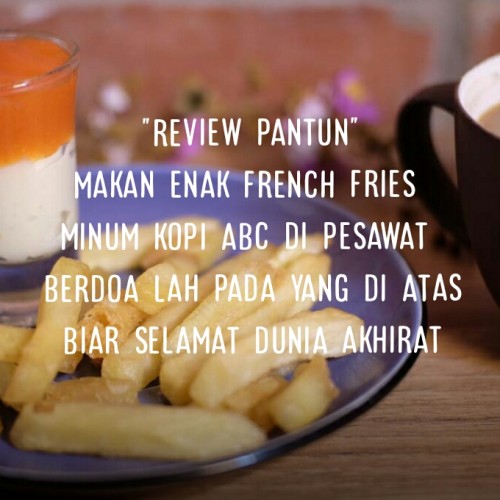 "REVIEW PANTUN"
MAKAN ENAK FRENCH FRIES
MINUM KOPI ABC DI PESAWAT
BERDOA LAH PADA YANG DI ATAS
BIAR SELAMAT DUNIA AKHIRAT